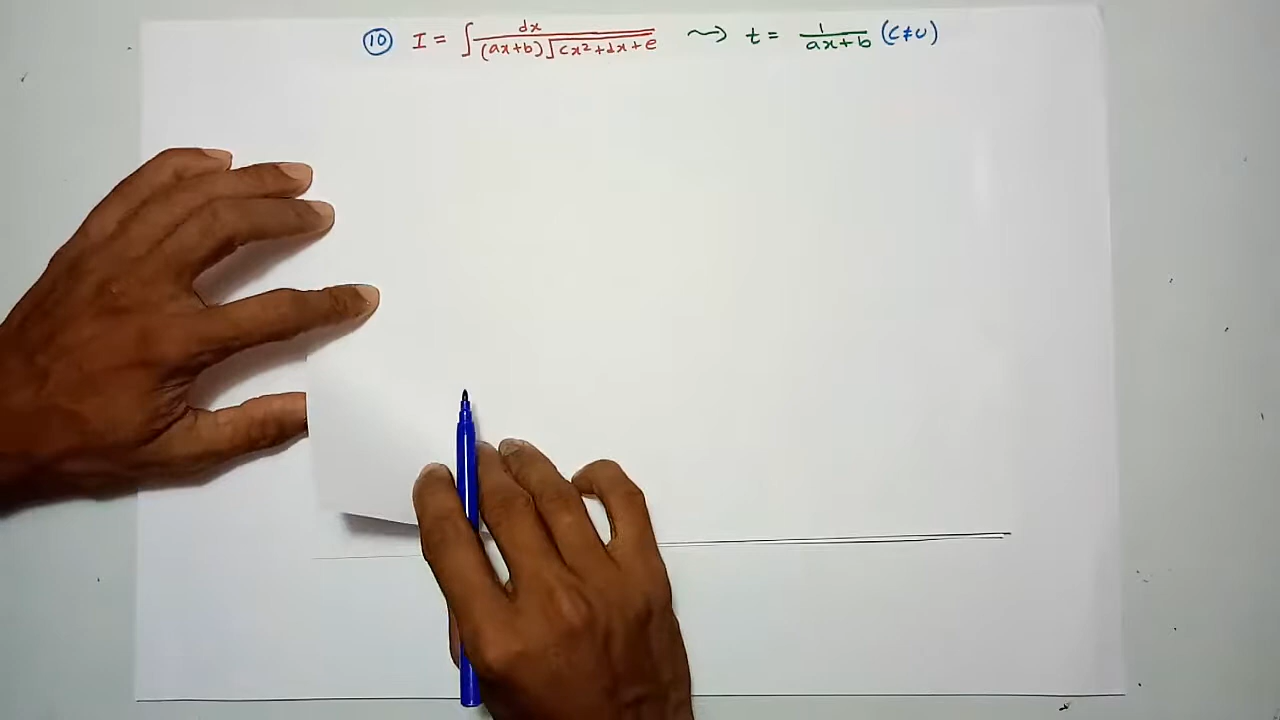 10 I = ∫ dx / (ax+b)√(cx²+dx+e) ⇝ t = 1 / ax+b (c≠0)